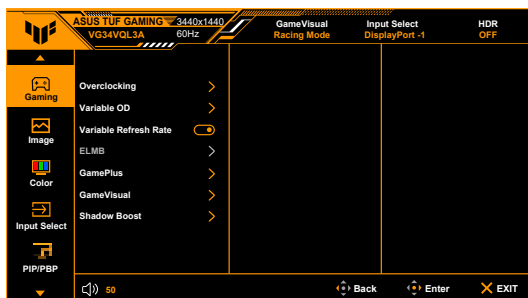 ASUS TUF GAMING 3440x1440 GameVisual Input Select HDR
VG34VQL3A 60Hz Racing Mode DisplayPort -1 OFF
Gaming
Image
Color
Input Select
PIP/PBP
Overclocking
Variable OD
Variable Refresh Rate
ELMB
GamePlus
GameVisual
Shadow Boost
50 Back Enter EXIT